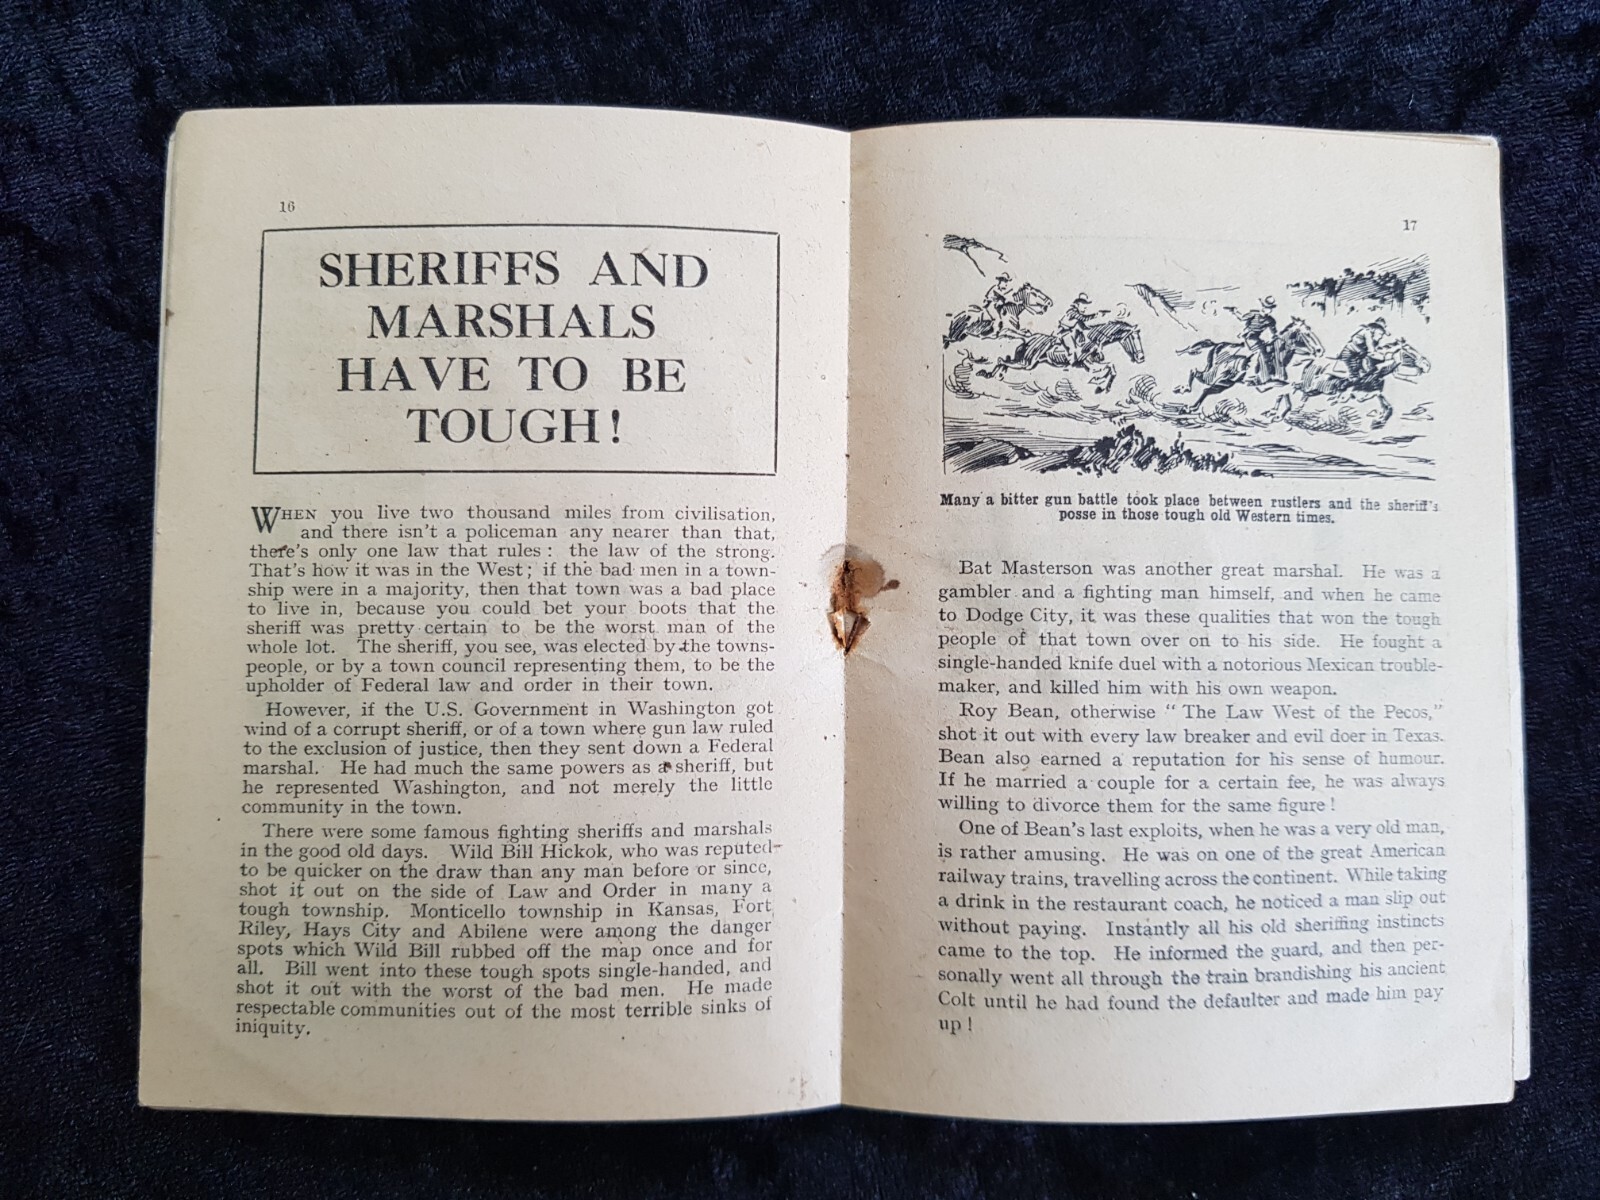 16
SHERIFFS AND
MARSHALS
HAVE TO BE
TOUGH!
WHEN you live two thousand miles from civilisation,
and there isn't a policeman any nearer than that,
there's only one law that rules : the law of the strong.
That's how it was in the West; if the bad men in a town-
ship were in a majority, then that town was a bad place
to live in, because you could bet your boots that the
sheriff was pretty certain to be the worst man of the
whole lot. The sheriff, you see, was elected by the towns-
people, or by a town council representing them, to be the
upholder of Federal law and order in their town.
However, if the U.S. Government in Washington got
wind of a corrupt sheriff, or of a town where gun law ruled
to the exclusion of justice, then they sent down a Federal
marshal. He had much the same powers as a sheriff, but
he represented Washington, and not merely the little
community in the town.
There were some famous fighting sheriffs and marshals
in the good old days. Wild Bill Hickok, who was reputed
to be quicker on the draw than any man before or since,
shot it out on the side of Law and Order in many a
tough township. Monticello township in Kansas, Fort
Riley, Hays City and Abilene were among the danger
spots which Wild Bill rubbed off the map once and for
all. Bill went into these tough spots single-handed, and
shot it out with the worst of the bad men. He made
respectable communities out of the most terrible sinks of
iniquity.
17
Many a bitter gun battle took place between rustlers and the sheriff's
posse in those tough old Western times.
Bat Masterson was another great marshal. He was a
gambler and a fighting man himself, and when he came
to Dodge City, it was these qualities that won the tough
people of that town over on to his side. He fought a
single-handed knife duel with a notorious Mexican trouble-
maker, and killed him with his own weapon.
Roy Bean, otherwise " The Law West of the Pecos,"
shot it out with every law breaker and evil doer in Texas.
Bean also earned a reputation for his sense of humour.
If he married a couple for a certain fee, he was always
willing to divorce them for the same figure !
One of Bean's last exploits, when he was a very old man,
is rather amusing. He was on one of the great American
railway trains, travelling across the continent. While taking
a drink in the restaurant coach, he noticed a man slip out
without paying. Instantly all his old sheriffing instincts
came to the top. He informed the guard, and then per-
sonally went all through the train brandishing his ancient
Colt until he had found the defaulter and made him pay
up !